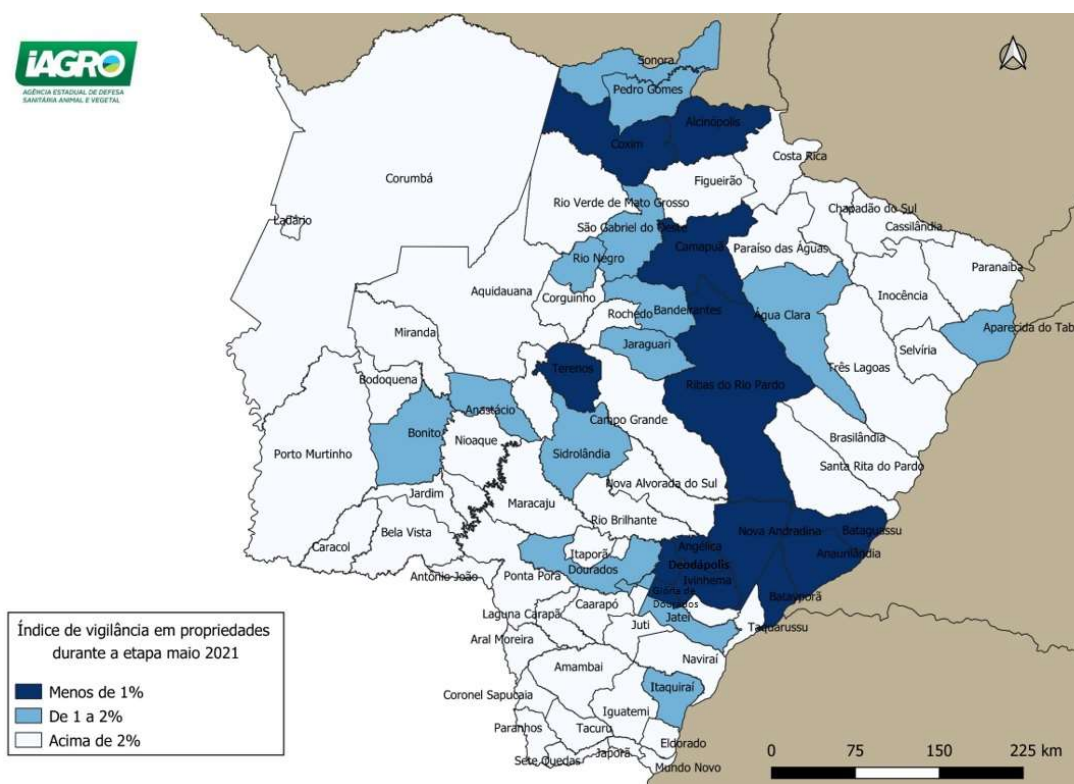 iAGRO
AGÊNCIA ESTADUAL DE DEFESA
SANITÁRIA ANIMAL E VEGETAL
Sonora
Pedro Gomes
Alcinópolis
Coxim
Costa Rica
Corumbá
Figueirão
Rio Verde de Mato Grosso
Chapadão do Sul
Ladário
São Gabriel do Oeste
Cassilândia
Camapuã
Paraíso das Águas
Rio Negro
Paranaíba
Aquidauana
Corguinho
Inocência
Rochedo
Bandeirantes
Água Clara
Aparecida do Tab
Miranda
Jaraguari
Selvíria
Terenos
Três Lagoas
Bodoquena
Ribas do Rio Pardo
Anastácio
Campo Grande
Bonito
Nioaque
Brasilândia
Porto Murtinho
Sidrolândia
Santa Rita do Pardo
Nova Alvorada do Sul
Jardim
Maracaju
Rio Brilhante
Bela Vista
Nova Andradina
Bataguassu
Caracol
Angélica
Itaporã
Anaurilândia
Deodápolis
Dourados
Antônio João
Ponta Porã
Ivinhema
Glória de
Dourados
Batayporã
Caarapó
Laguna Carapã
Jateí
Juti
Taquarussu
Aral Moreira
Naviraí
Amambai
Itaquiraí
Coronel Sapucaia
Iguatemi
Paranhos
Tacuru
Eldorado
Sete Quedas
Japorã
Mundo Novo
Índice de vigilância em propriedades
durante a etapa maio 2021
Menos de 1%
De 1 a 2%
Acima de 2%
0 75 150 225 km